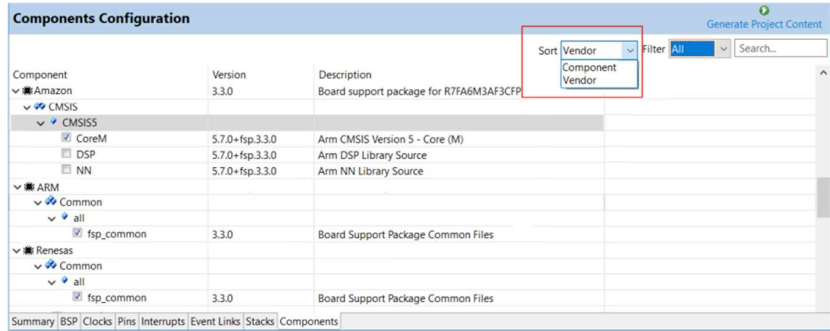 Components Configuration
Generate Project Content
Sort Vendor Filter All Search...
Component
Vendor
Component Version Description
Amazon 3.3.0 Board support package for R7FA6M3AF3CFP
CMSIS
CMSIS5
CoreM 5.7.0+fsp.3.3.0 Arm CMSIS Version 5 - Core (M)
DSP 5.7.0+fsp.3.3.0 Arm DSP Library Source
NN 5.7.0+fsp.3.3.0 Arm NN Library Source
ARM
Common
all
fsp_common 3.3.0 Board Support Package Common Files
Renesas
Common
all
fsp_common 3.3.0 Board Support Package Common Files
Summary BSP Clocks Pins Interrupts Event Links Stacks Components